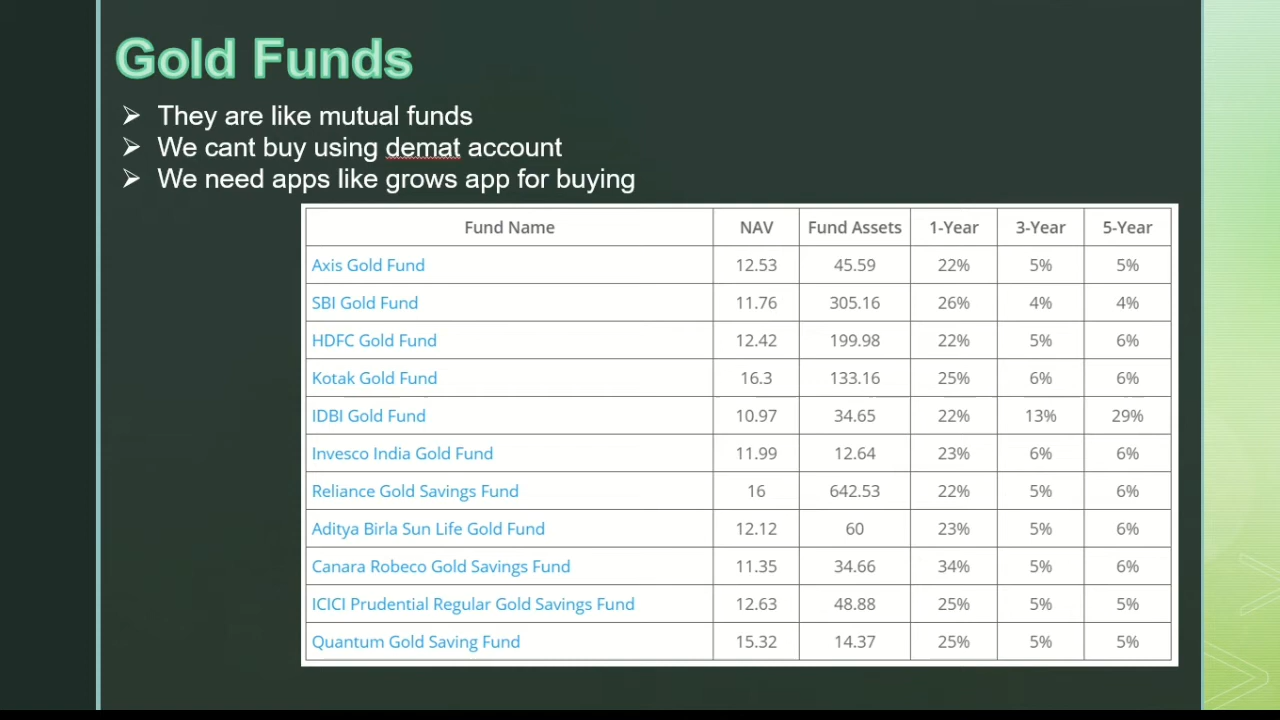 Gold Funds
They are like mutual funds
We cant buy using demat account
We need apps like grows app for buying
Fund Name NAV Fund Assets 1-Year 3-Year 5-Year
Axis Gold Fund 12.53 45.59 22% 5% 5%
SBI Gold Fund 11.76 305.16 26% 4% 4%
HDFC Gold Fund 12.42 199.98 22% 5% 6%
Kotak Gold Fund 16.3 133.16 25% 6% 6%
IDBI Gold Fund 10.97 34.65 22% 13% 29%
Invesco India Gold Fund 11.99 12.64 23% 6% 6%
Reliance Gold Savings Fund 16 642.53 22% 5% 6%
Aditya Birla Sun Life Gold Fund 12.12 60 23% 5% 6%
Canara Robeco Gold Savings Fund 11.35 34.66 34% 5% 6%
ICICI Prudential Regular Gold Savings Fund 12.63 48.88 25% 5% 5%
Quantum Gold Saving Fund 15.32 14.37 25% 5% 5%